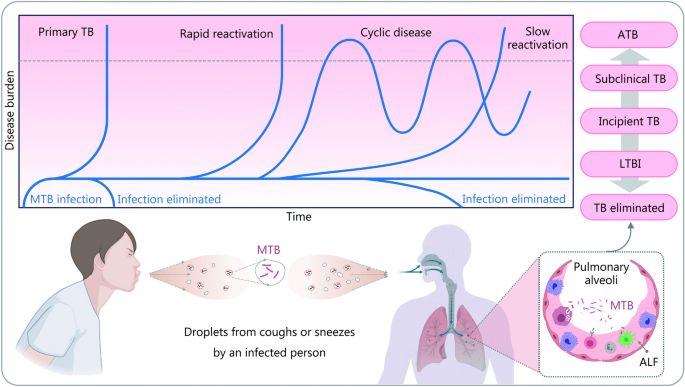 Disease burden
Primary TB
Rapid reactivation
Cyclic disease
Slow
reactivation
MTB infection
Infection eliminated
Infection eliminated
Time
ATB
Subclinical TB
Incipient TB
LTBI
TB eliminated
MTB
Droplets from coughs or sneezes
by an infected person
Pulmonary
alveoli
MTB
ALF